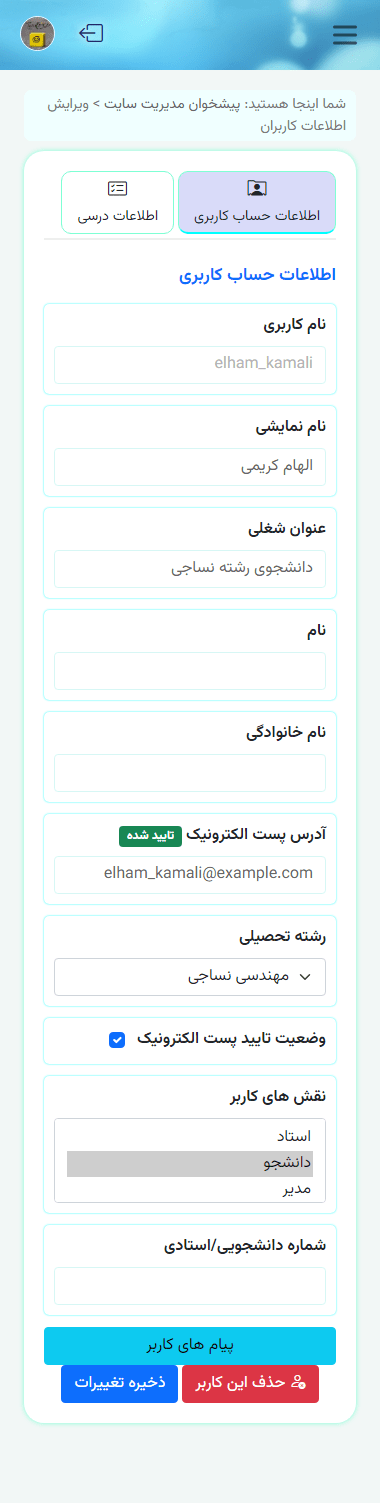 شما اینجا هستید: پیشخوان مدیریت سایت > ویرایش
اطلاعات کاربران
اطلاعات حساب کاربری
اطلاعات درسی
اطلاعات حساب کاربری
نام کاربری
elham_kamali
نام نمایشی
الهام کریمی
عنوان شغلی
دانشجوی رشته نساجی
نام
نام خانوادگی
آدرس پست الکترونیک تایید شده
elham_kamali@example.com
رشته تحصیلی
مهندسی نساجی
وضعیت تایید پست الکترونیک
نقش های کاربر
استاد
دانشجو
مدیر
شماره دانشجویی/استادی
پیام های کاربر
حذف این کاربر
ذخیره تغییرات